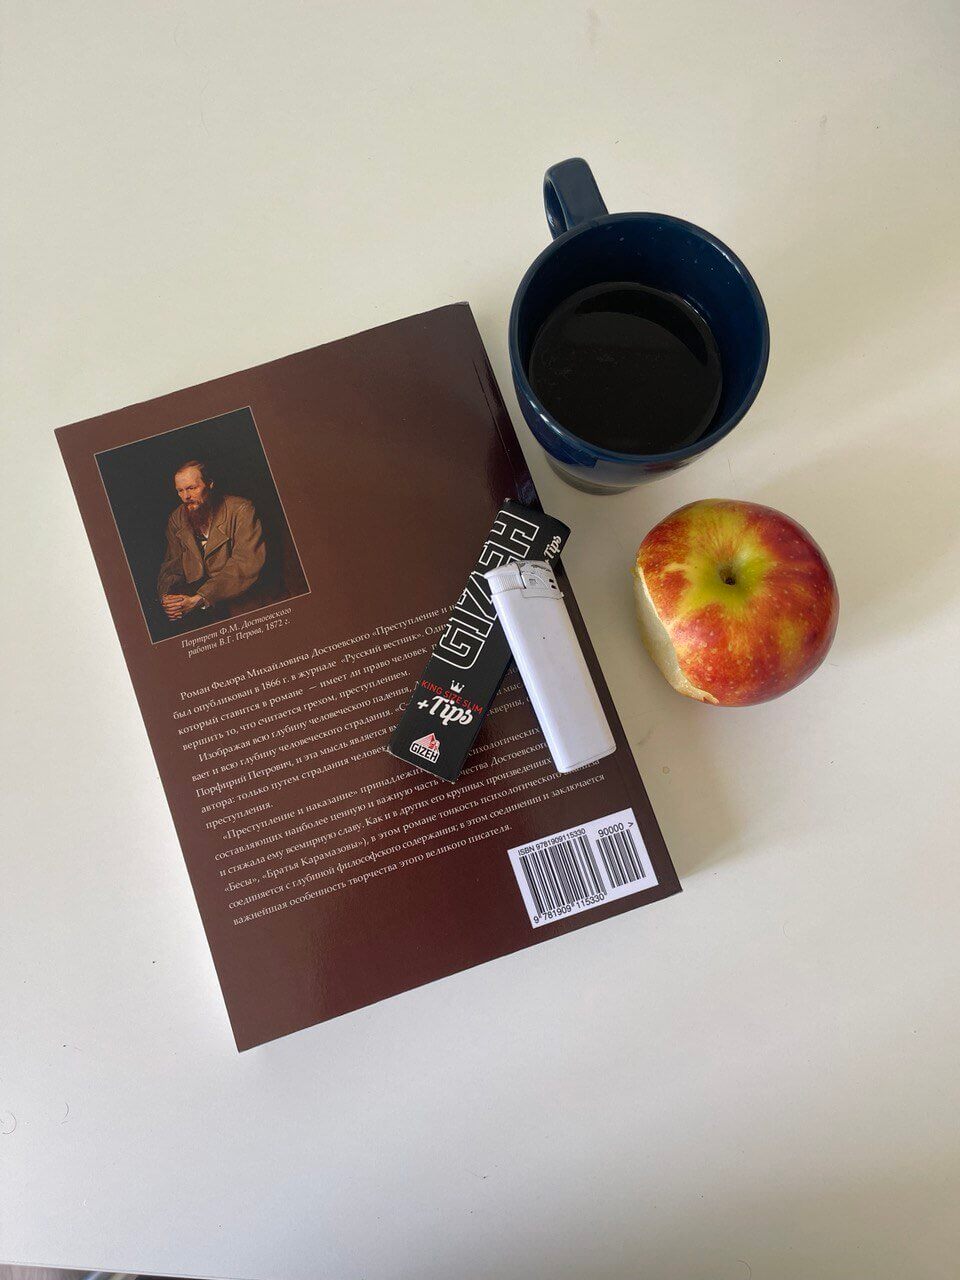 Портрет Ф.М. Достоевского
работы В.Г. Перова, 1872 г.
Роман Федора Михайловича Достоевского «Преступление и
был опубликован в 1866 г. в журнале «Русский вестник».
который ставится в романе — имеет ли право человек
вершить то, что считается грехом, преступлением.
Изображая всю глубину человеческого падения,
вает и всю глубину человеческого страдания.
Порфирий Петрович, и эта мысль является
автора: только путем страдания
преступления.
«Преступление и наказание» принадлежит психологических
составляющих наиболее ценную и важную часть творчества Достоевского
и стяжала ему всемирную славу. Как и в других его крупных произведениях
«Бесы», «Братья Карамазовы»), в этом романе тонкость психологического
соединяется с глубиной философского содержания; в этом соединении и заключается
важнейшая особенность творчества этого великого писателя.
GIZEH
Tips
KING SIZE SLIM
+Tips
GIZEH
ISBN 9781909115330
90000 >
9 781909 115330